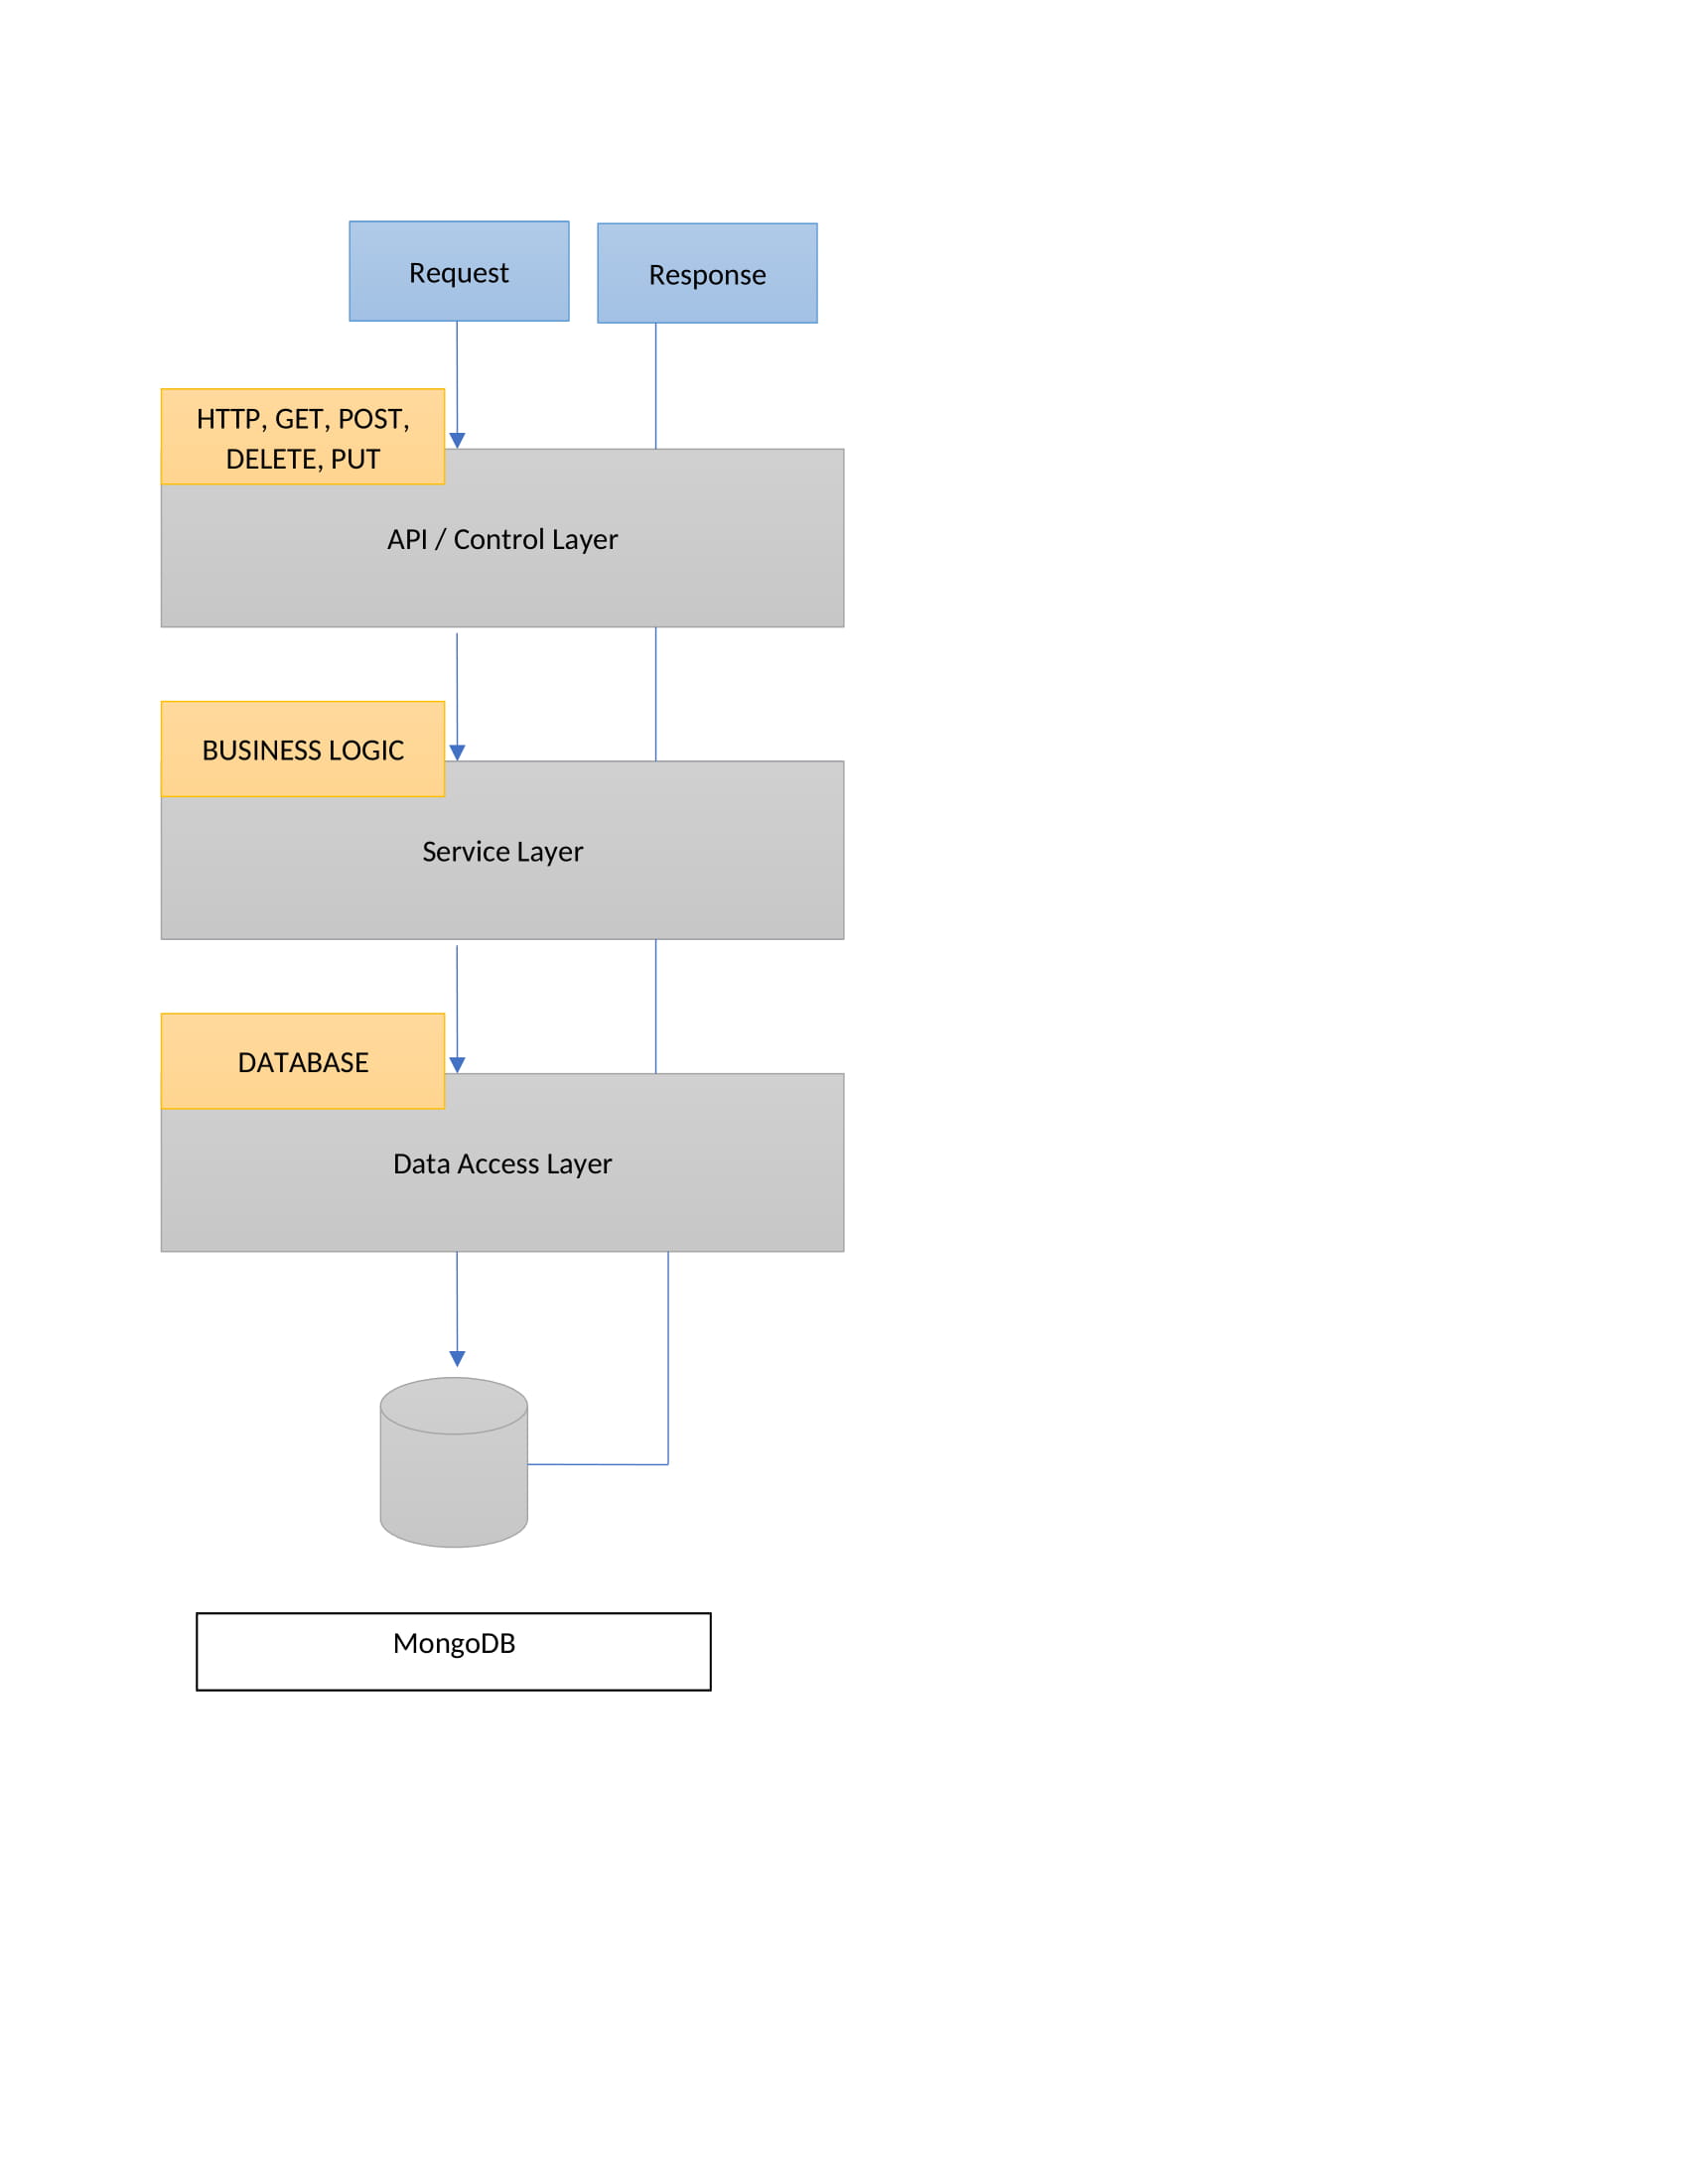 Request
Response
HTTP, GET, POST,
DELETE, PUT
API / Control Layer
BUSINESS LOGIC
Service Layer
DATABASE
Data Access Layer
MongoDB